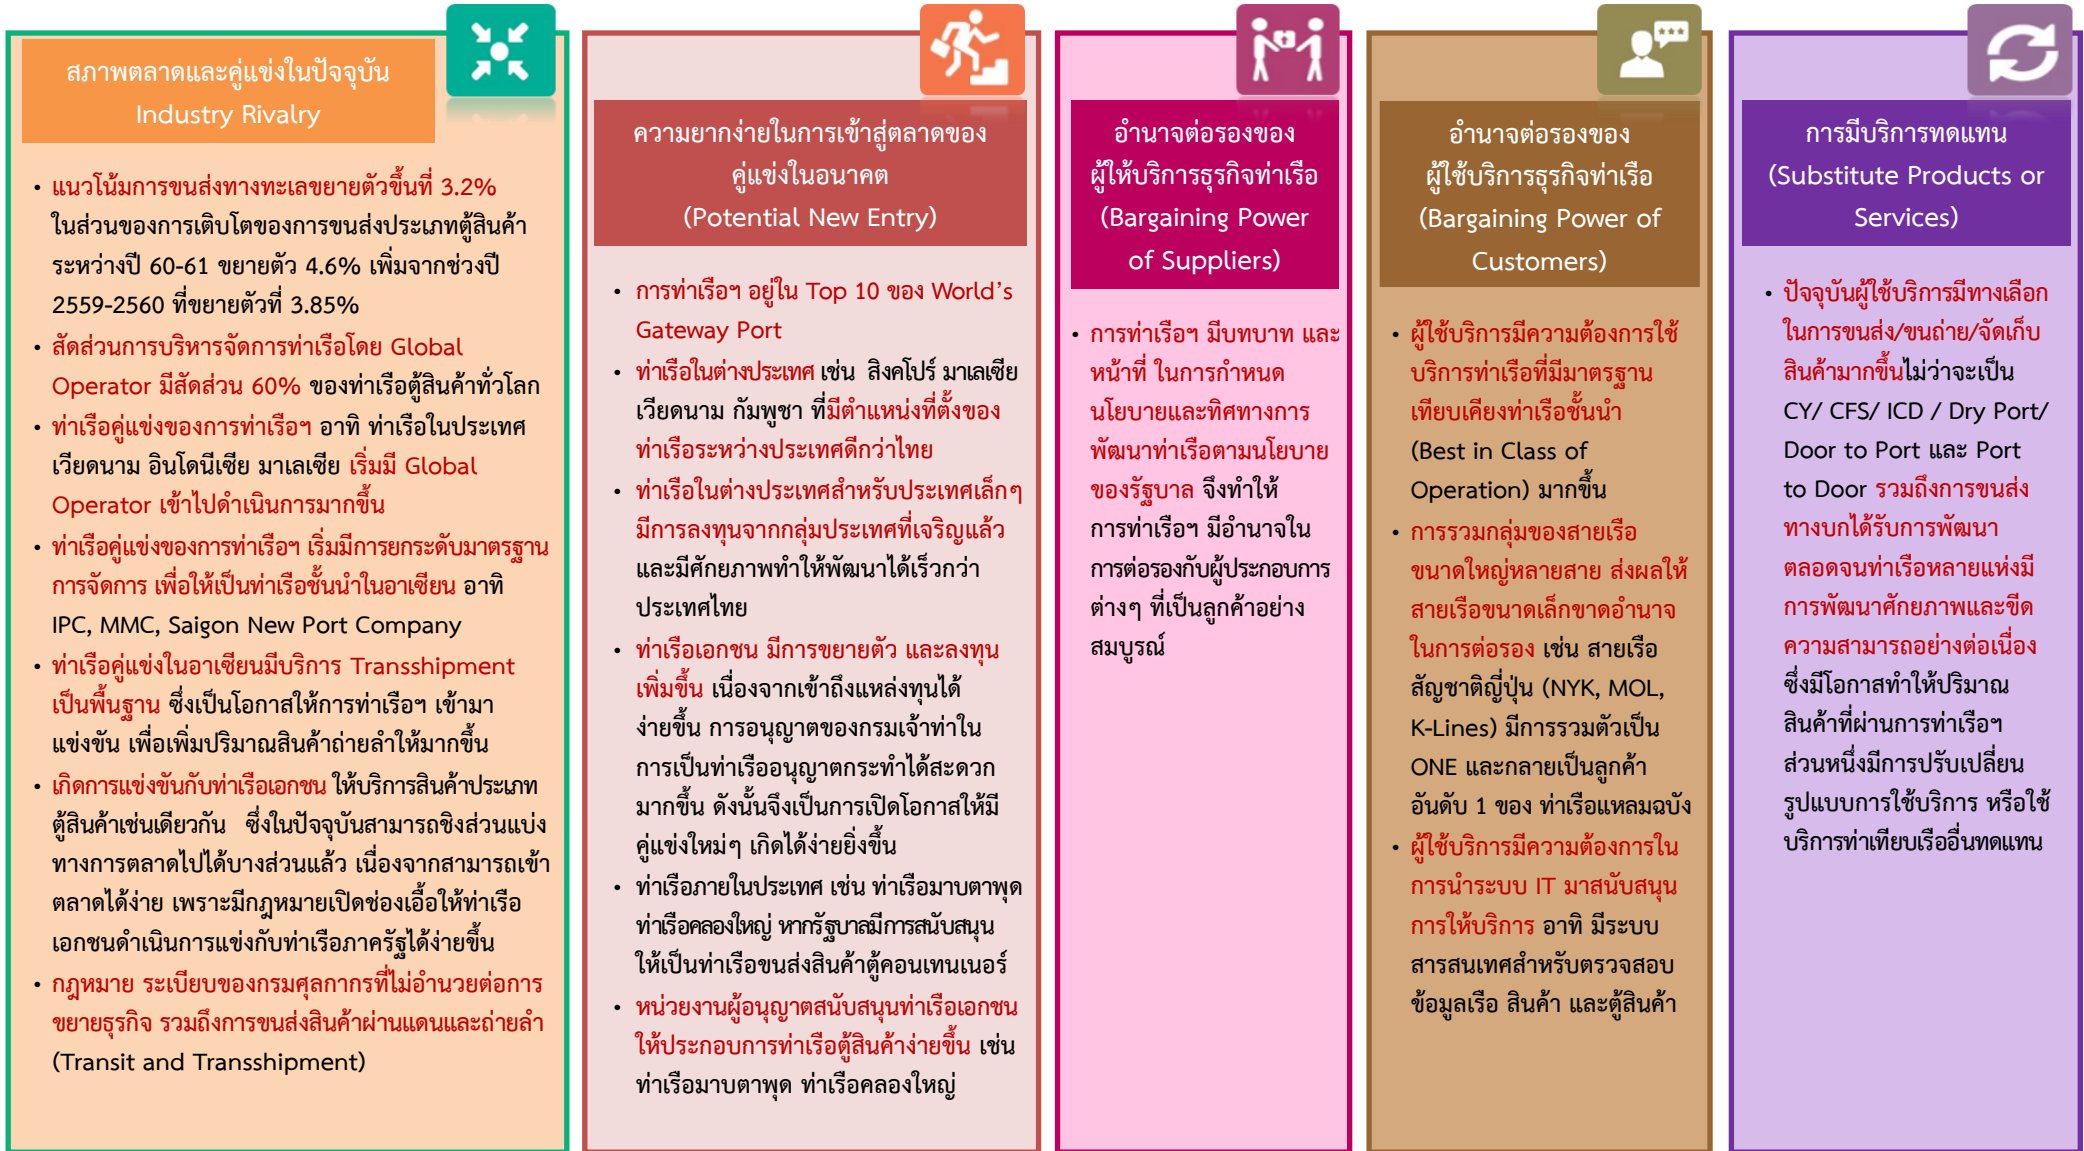 สภาพตลาดและคู่แข่งในปัจจุบัน
Industry Rivalry
• แนวโน้มการขนส่งทางทะเลขยายตัวขึ้นที่ 3.2%
ในส่วนของการเติบโตของการขนส่งประเภทตู้สินค้า
ระหว่างปี 60-61 ขยายตัว 4.6% เพิ่มจากช่วงปี
2559-2560 ที่ขยายตัวที่ 3.85%
• สัดส่วนการบริหารจัดการท่าเรือโดย Global
Operator มีสัดส่วน 60% ของท่าเรือตู้สินค้าทั่วโลก
• ท่าเรือคู่แข่งของการท่าเรือฯ อาทิ ท่าเรือในประเทศ
เวียดนาม อินโดนีเซีย มาเลเซีย เริ่มมี Global
Operator เข้าไปดำเนินการมากขึ้น
• ท่าเรือคู่แข่งของการท่าเรือฯ เริ่มมีการยกระดับมาตรฐาน
การจัดการ เพื่อให้เป็นท่าเรือชั้นนำในอาเซียน อาทิ
IPC, MMC, Saigon New Port Company
• ท่าเรือคู่แข่งในอาเซียนมีบริการ Transshipment
เป็นพื้นฐาน ซึ่งเป็นโอกาสให้การท่าเรือฯ เข้ามา
แข่งขัน เพื่อเพิ่มปริมาณสินค้าถ่ายลำให้มากขึ้น
• เกิดการแข่งขันกับท่าเรือเอกชน ให้บริการสินค้าประเภท
ตู้สินค้าเช่นเดียวกัน ซึ่งในปัจจุบันสามารถชิงส่วนแบ่ง
ทางการตลาดไปได้บางส่วนแล้ว เนื่องจากสามารถเข้า
ตลาดได้ง่าย เพราะมีกฎหมายเปิดช่องเอื้อให้ท่าเรือ
เอกชนดำเนินการแข่งกับท่าเรือภาครัฐได้ง่ายขึ้น
• กฎหมาย ระเบียบของกรมศุลกากรที่ไม่อำนวยต่อการ
ขยายธุรกิจ รวมถึงการขนส่งสินค้าผ่านแดนและถ่ายลำ
(Transit and Transshipment)
ความยากง่ายในการเข้าสู่ตลาดของ
คู่แข่งในอนาคต
(Potential New Entry)
• การท่าเรือฯ อยู่ใน Top 10 ของ World’s
Gateway Port
• ท่าเรือในต่างประเทศ เช่น สิงคโปร์ มาเลเซีย
เวียดนาม กัมพูชา ที่มีตำแหน่งที่ตั้งของ
ท่าเรือระหว่างประเทศดีกว่าไทย
• ท่าเรือในต่างประเทศสำหรับประเทศเล็กๆ
มีการลงทุนจากกลุ่มประเทศที่เจริญแล้ว
และมีศักยภาพทำให้พัฒนาได้เร็วกว่า
ประเทศไทย
• ท่าเรือเอกชน มีการขยายตัว และลงทุน
เพิ่มขึ้น เนื่องจากเข้าถึงแหล่งทุนได้
ง่ายขึ้น การอนุญาตของกรมเจ้าท่าใน
การเป็นท่าเรืออนุญาตกระทำได้สะดวก
มากขึ้น ดังนั้นจึงเป็นการเปิดโอกาสให้มี
คู่แข่งใหม่ๆ เกิดได้ง่ายยิ่งขึ้น
• ท่าเรือภายในประเทศ เช่น ท่าเรือมาบตาพุด
ท่าเรือคลองใหญ่ หากรัฐบาลมีการสนับสนุน
ให้เป็นท่าเรือขนส่งสินค้าตู้คอนเทนเนอร์
• หน่วยงานผู้อนุญาตสนับสนุนท่าเรือเอกชน
ให้ประกอบการท่าเรือตู้สินค้าง่ายขึ้น เช่น
ท่าเรือมาบตาพุด ท่าเรือคลองใหญ่
อำนาจต่อรองของ
ผู้ให้บริการธุรกิจท่าเรือ
(Bargaining Power
of Suppliers)
• การท่าเรือฯ มีบทบาท และ
หน้าที่ ในการกำหนด
นโยบายและทิศทางการ
พัฒนาท่าเรือตามนโยบาย
ของรัฐบาล จึงทำให้
การท่าเรือฯ มีอำนาจใน
การต่อรองกับผู้ประกอบการ
ต่างๆ ที่เป็นลูกค้าอย่าง
สมบูรณ์
อำนาจต่อรองของ
ผู้ใช้บริการธุรกิจท่าเรือ
(Bargaining Power of
Customers)
• ผู้ใช้บริการมีความต้องการใช้
บริการท่าเรือที่มีมาตรฐาน
เทียบเคียงท่าเรือชั้นนำ
(Best in Class of
Operation) มากขึ้น
• การรวมกลุ่มของสายเรือ
ขนาดใหญ่หลายสาย ส่งผลให้
สายเรือขนาดเล็กขาดอำนาจ
ในการต่อรอง เช่น สายเรือ
สัญชาติญี่ปุ่น (NYK, MOL,
K-Lines) มีการรวมตัวเป็น
ONE และกลายเป็นลูกค้า
อันดับ 1 ของ ท่าเรือแหลมฉบัง
• ผู้ใช้บริการมีความต้องการใน
การนำระบบ IT มาสนับสนุน
การให้บริการ อาทิ มีระบบ
สารสนเทศสำหรับตรวจสอบ
ข้อมูลเรือ สินค้า และตู้สินค้า
การมีบริการทดแทน
(Substitute Products or
Services)
• ปัจจุบันผู้ใช้บริการมีทางเลือก
ในการขนส่ง/ขนถ่าย/จัดเก็บ
สินค้ามากขึ้นไม่ว่าจะเป็น
CY/ CFS/ ICD / Dry Port/
Door to Port และ Port
to Door รวมถึงการขนส่ง
ทางบกได้รับการพัฒนา
ตลอดจนท่าเรือหลายแห่งมี
การพัฒนาศักยภาพและขีด
ความสามารถอย่างต่อเนื่อง
ซึ่งมีโอกาสทำให้ปริมาณ
สินค้าที่ผ่านการท่าเรือฯ
ส่วนหนึ่งมีการปรับเปลี่ยน
รูปแบบการใช้บริการ หรือใช้
บริการท่าเทียบเรืออื่นทดแทน